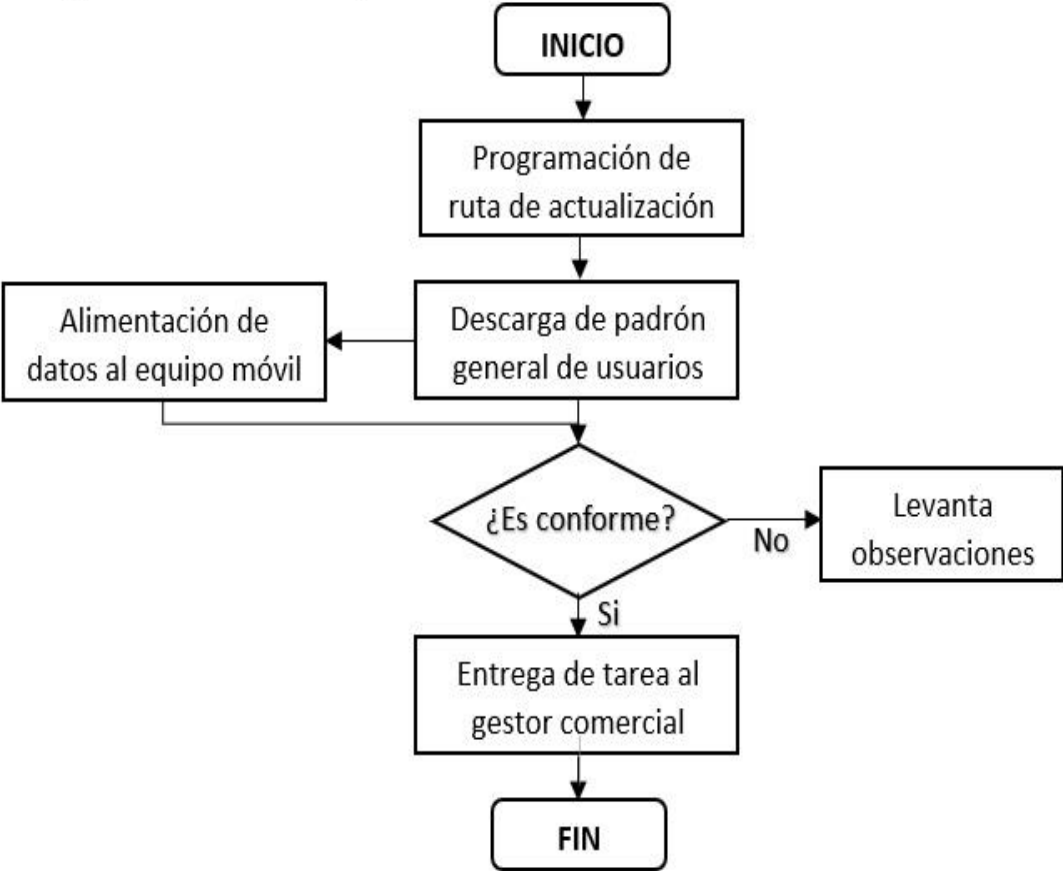 INICIO
Programación de
ruta de actualización
Alimentación de
datos al equipo móvil
Descarga de padrón
general de usuarios
¿Es conforme?
No
Levanta
observaciones
Si
Entrega de tarea al
gestor comercial
FIN